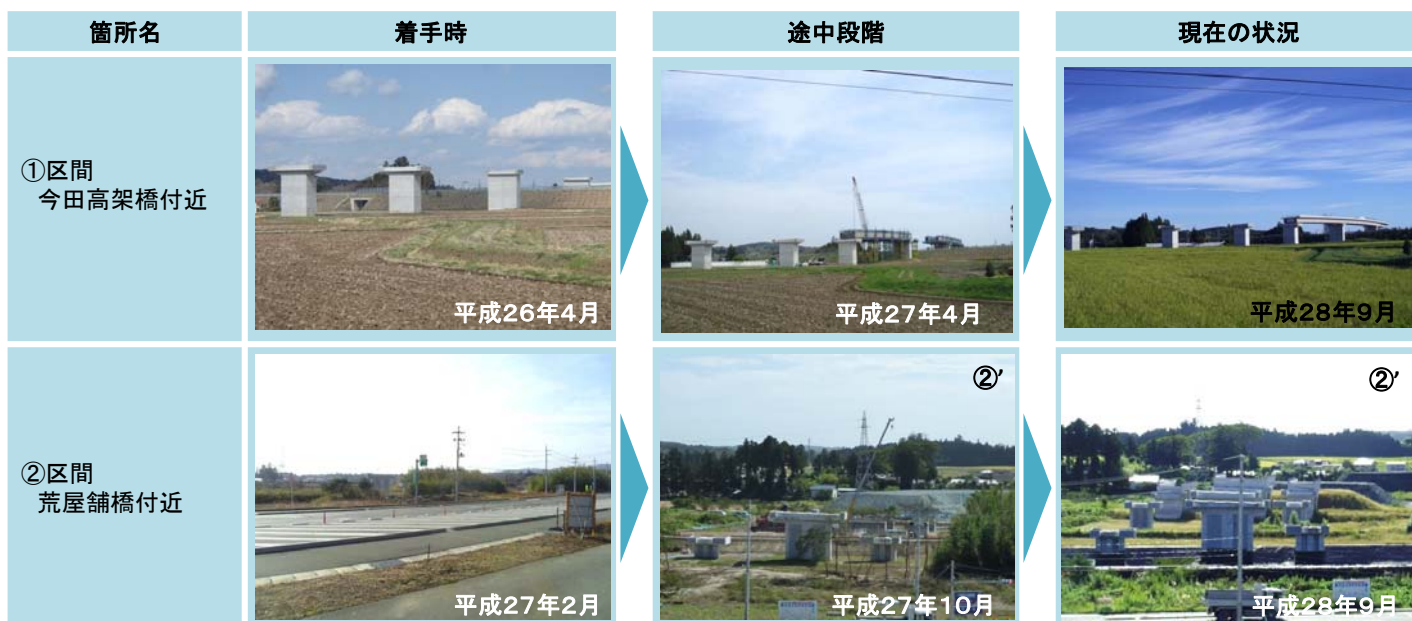 箇所名
着手時
途中段階
現在の状況
①区間
今田高架橋付近
平成26年4月
平成27年4月
平成28年9月
②区間
荒屋舗橋付近
平成27年2月
②'
平成27年10月
②'
平成28年9月